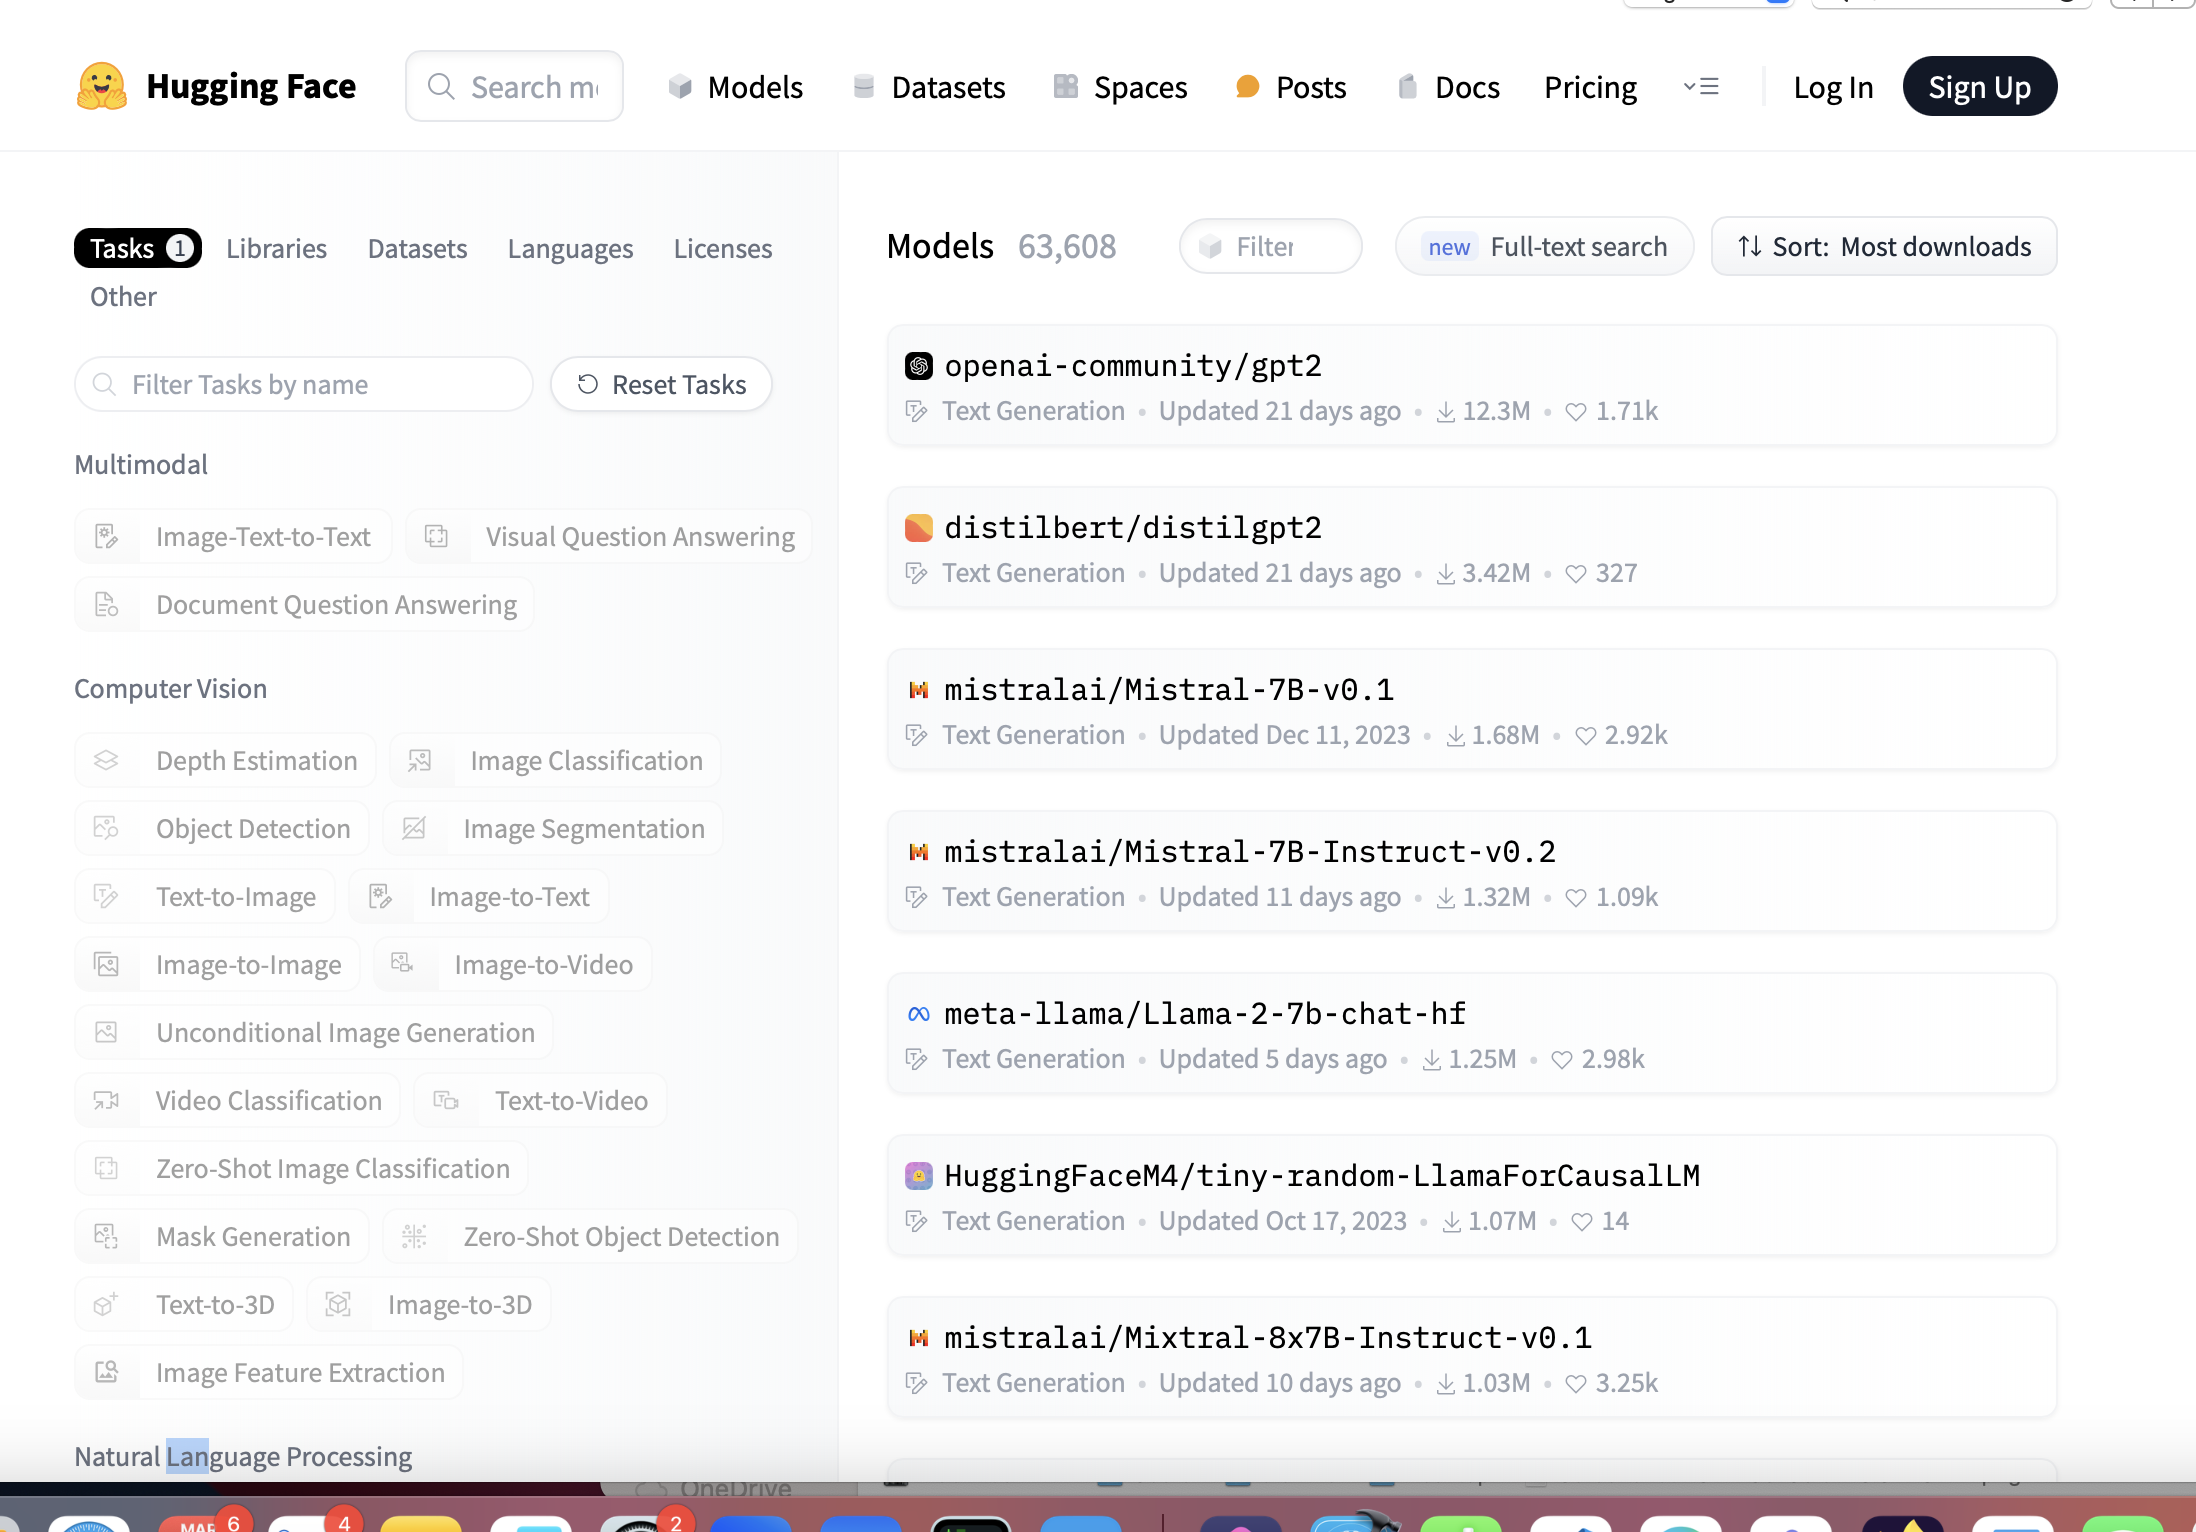 Hugging Face
Search m
Models
Datasets
Spaces
Posts
Docs
Pricing
Log In
Sign Up
Tasks 1
Libraries
Datasets
Languages
Licenses
Other
Filter Tasks by name
Reset Tasks
Multimodal
Image-Text-to-Text
Visual Question Answering
Document Question Answering
Computer Vision
Depth Estimation
Image Classification
Object Detection
Image Segmentation
Text-to-Image
Image-to-Text
Image-to-Image
Image-to-Video
Unconditional Image Generation
Video Classification
Text-to-Video
Zero-Shot Image Classification
Mask Generation
Zero-Shot Object Detection
Text-to-3D
Image-to-3D
Image Feature Extraction
Natural Language Processing
Models 63,608
Filter
new Full-text search
Sort: Most downloads
openai-community/gpt2
Text Generation • Updated 21 days ago • 12.3M • 1.71k
distilbert/distilgpt2
Text Generation • Updated 21 days ago • 3.42M • 327
mistralai/Mistral-7B-v0.1
Text Generation • Updated Dec 11, 2023 • 1.68M • 2.92k
mistralai/Mistral-7B-Instruct-v0.2
Text Generation • Updated 11 days ago • 1.32M • 1.09k
meta-llama/Llama-2-7b-chat-hf
Text Generation • Updated 5 days ago • 1.25M • 2.98k
HuggingFaceM4/tiny-random-LlamaForCausalLM
Text Generation • Updated Oct 17, 2023 • 1.07M • 14
mistralai/Mixtral-8x7B-Instruct-v0.1
Text Generation • Updated 10 days ago • 1.03M • 3.25k
OneDrive
MAR
6
4
2